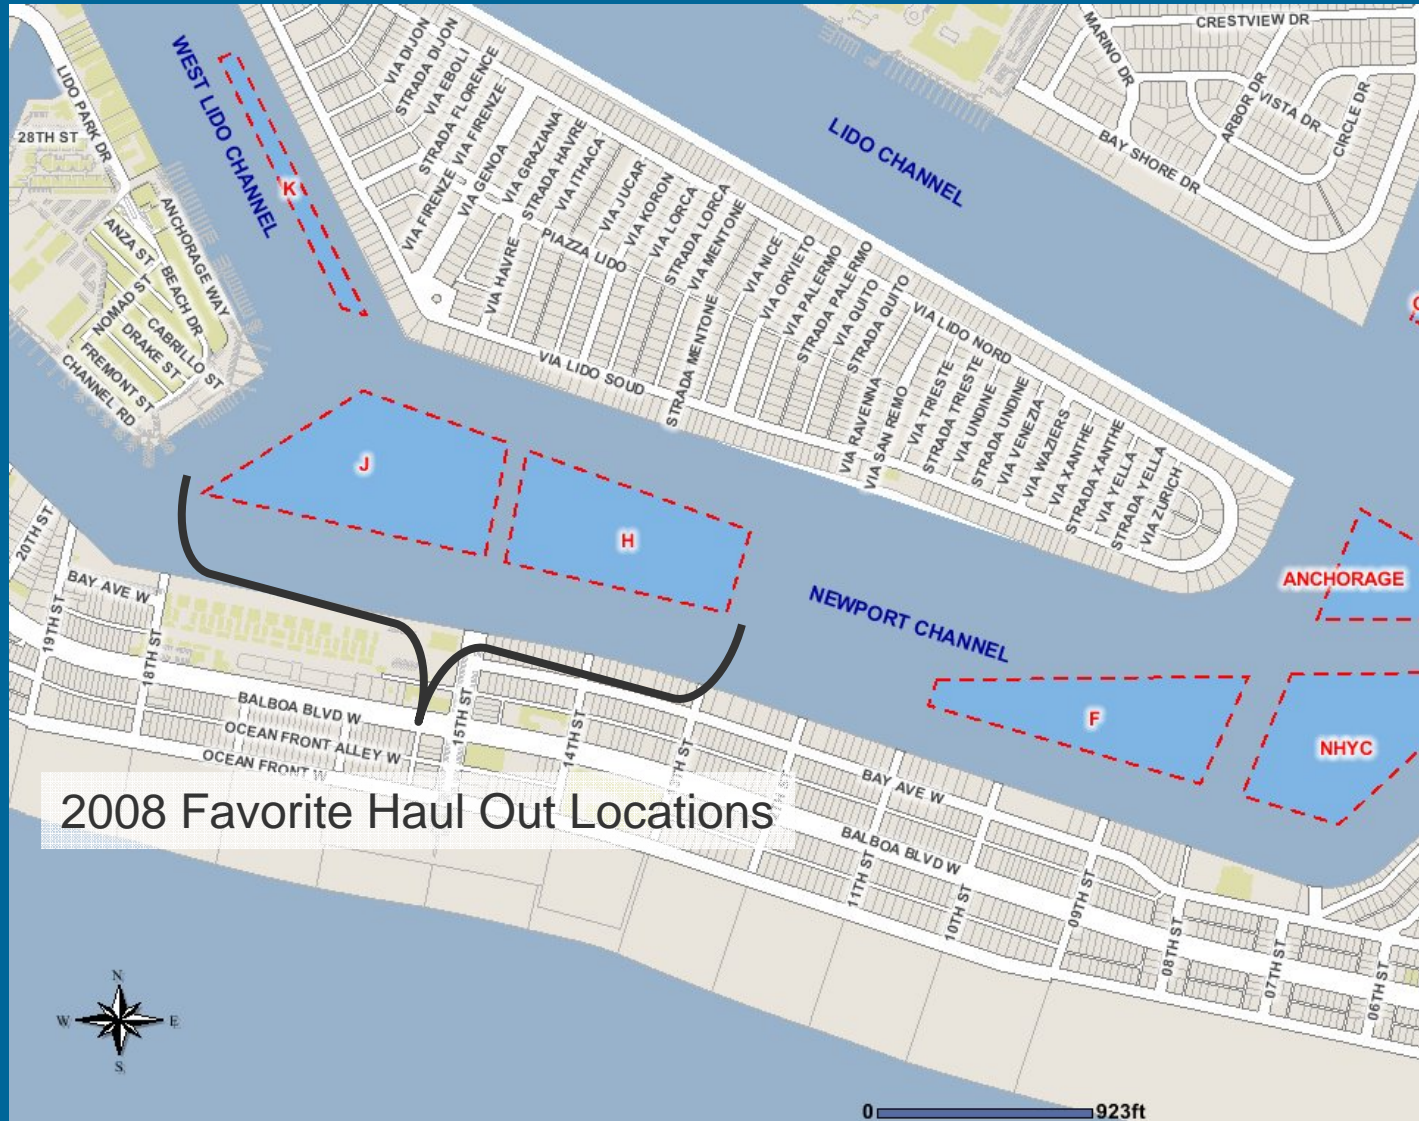 WEST LIDO CHANNEL
LIDO PARK DR
28TH ST
ANZA ST
NOMAD ST
DRAKE ST
FREMONT ST
CHANNEL RD
ANCHORAGE WAY
BEACH DR
CABRILLO ST
K
VIA DIJON
STRADA DIJON
VIA EBOLI
STRADA FLORENCE
VIA FIRENZE
VIA FIRENZE
VIA GENOA
VIA GRAZIANA
STRADA HAVRE
VIA ITHACA
VIA HAVRE
PIAZZA LIDO
VIA JUCAR
VIA KORON
VIA LORCA
STRADA LORCA
VIA MENTONE
STRADA MENTONE
VIA NICE
VIA ORVIETO
VIA PALERMO
STRADA PALERMO
VIA QUITO
STRADA QUITO
VIA LIDO NORD
VIA LIDO SOUD
VIA RAVENNA
VIA SAN REMO
VIA TRIESTE
STRADA TRIESTE
VIA UNDINE
STRADA UNDINE
VIA VENEZIA
VIA WAZIERS
VIA XANTHE
STRADA XANTHE
VIA YELLA
STRADA YELLA
VIA ZURICH
LIDO CHANNEL
MARINO DR
CRESTVIEW DR
ARBOR DR
VISTA DR
CIRCLE DR
BAY SHORE DR
J
H
NEWPORT CHANNEL
ANCHORAGE
F
NHYC
20TH ST
BAY AVE W
19TH ST
18TH ST
BALBOA BLVD W
OCEAN FRONT ALLEY W
OCEAN FRONT W
15TH ST
14TH ST
BAY AVE W
BALBOA BLVD W
11TH ST
10TH ST
09TH ST
08TH ST
07TH ST
06TH ST
2008 Favorite Haul Out Locations
N
W
E
S
0
923ft